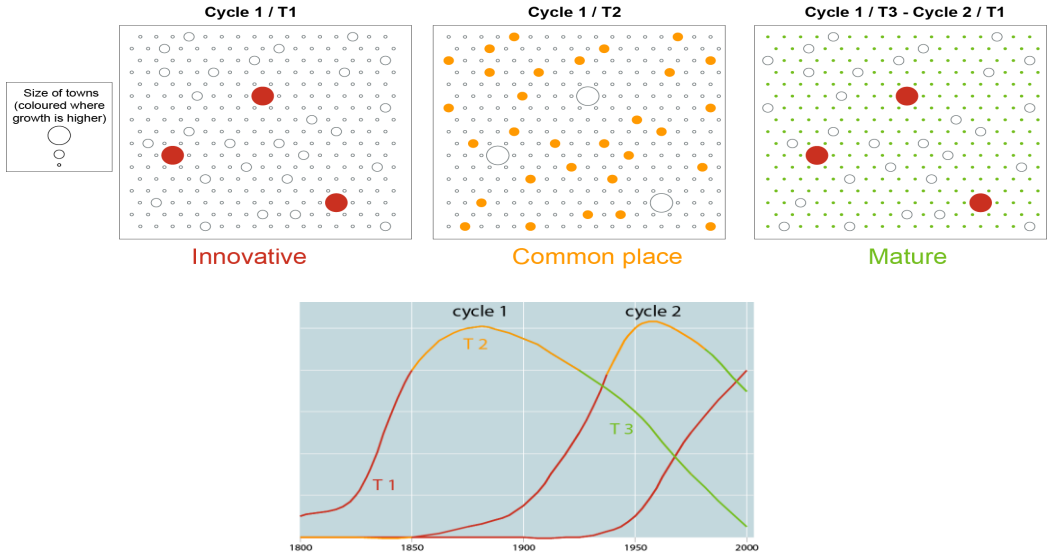 Cycle 1 / T1
Cycle 1 / T2
Cycle 1 / T3 - Cycle 2 / T1
Size of towns
(coloured where
growth is higher)
Innovative
Common place
Mature
cycle 1
cycle 2
T 2
T 3
T 1
1800
1850
1900
1950
2000